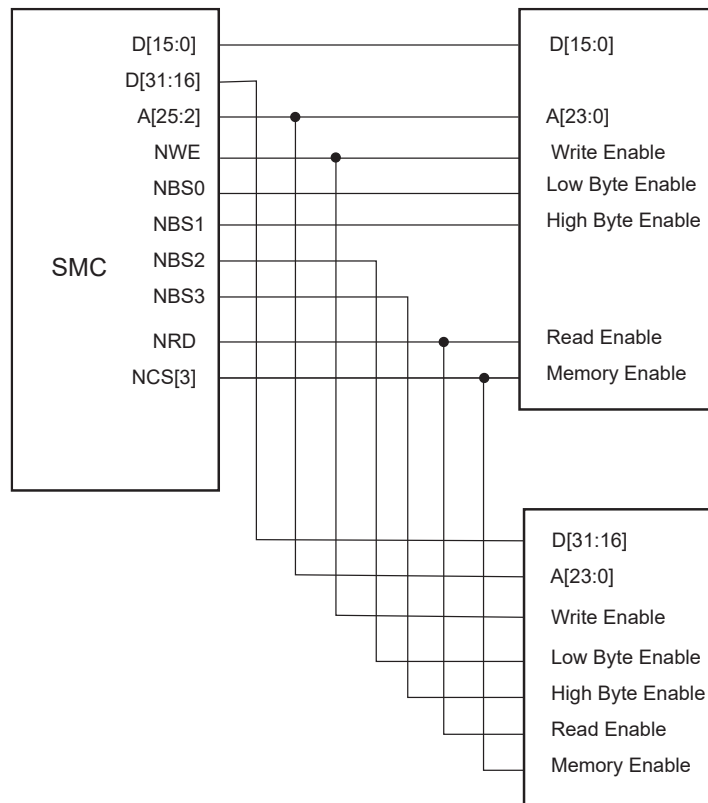 D[15:0]
D[31:16]
A[25:2]
NWE
NBS0
NBS1
NBS2
NBS3
NRD
NCS[3]
SMC
D[15:0]
A[23:0]
Write Enable
Low Byte Enable
High Byte Enable
Read Enable
Memory Enable
D[31:16]
A[23:0]
Write Enable
Low Byte Enable
High Byte Enable
Read Enable
Memory Enable